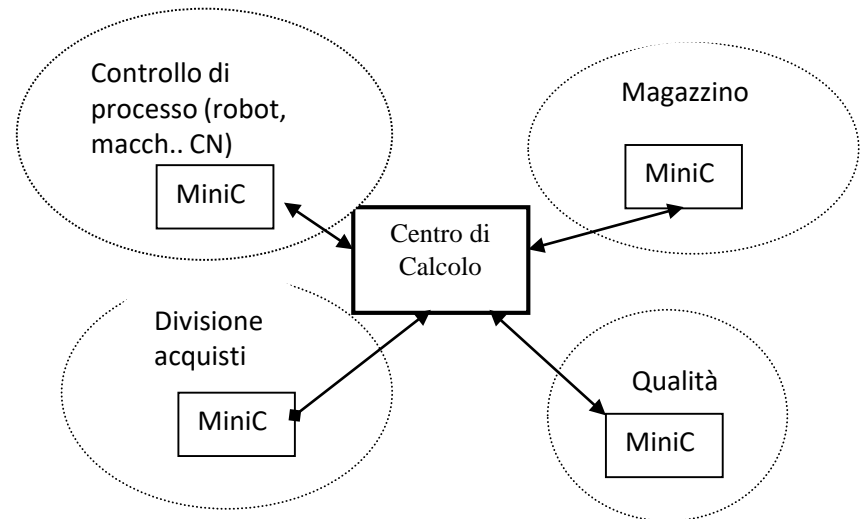 Controllo di
processo (robot,
macch.. CN)
MiniC
Magazzino
MiniC
Centro di
Calcolo
Divisione
acquisti
MiniC
Qualità
MiniC